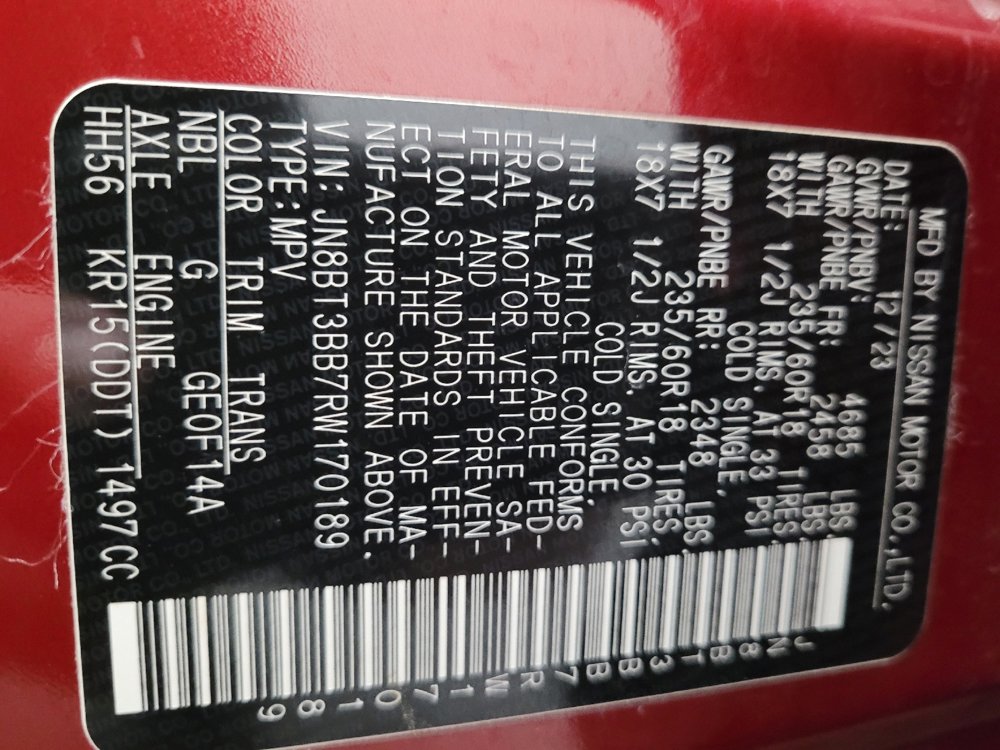 MFD BY NISSAN MOTOR CO.,LTD.
DATE: 12/23
GVWR/PNBV: 4685 LBS.
GAWR/PNBE FR: 2458 LBS.
WITH 235/60R18 TIRES,
18X7 1/2J RIMS. AT 33 PSI
COLD SINGLE,
GAWR/PNBE RR: 2348 LBS.
WITH 235/60R18 TIRES,
18X7 1/2J RIMS. AT 30 PSI
COLD SINGLE,
THIS VEHICLE CONFORMS
TO ALL APPLICABLE FED-
ERAL MOTOR VEHICLE SA-
FETY AND THEFT PREVEN-
TION STANDARDS IN EFF-
ECT ON THE DATE OF MA-
NUFACTURE SHOWN ABOVE.
VIN: JN8BT3BB7RW170189
TYPE:MPV
COLOR TRIM TRANS
NBL G GE0F14A
AXLE ENGINE
HH56 KR15(DDT) 1497CC
JN8BT3BB7RW170189